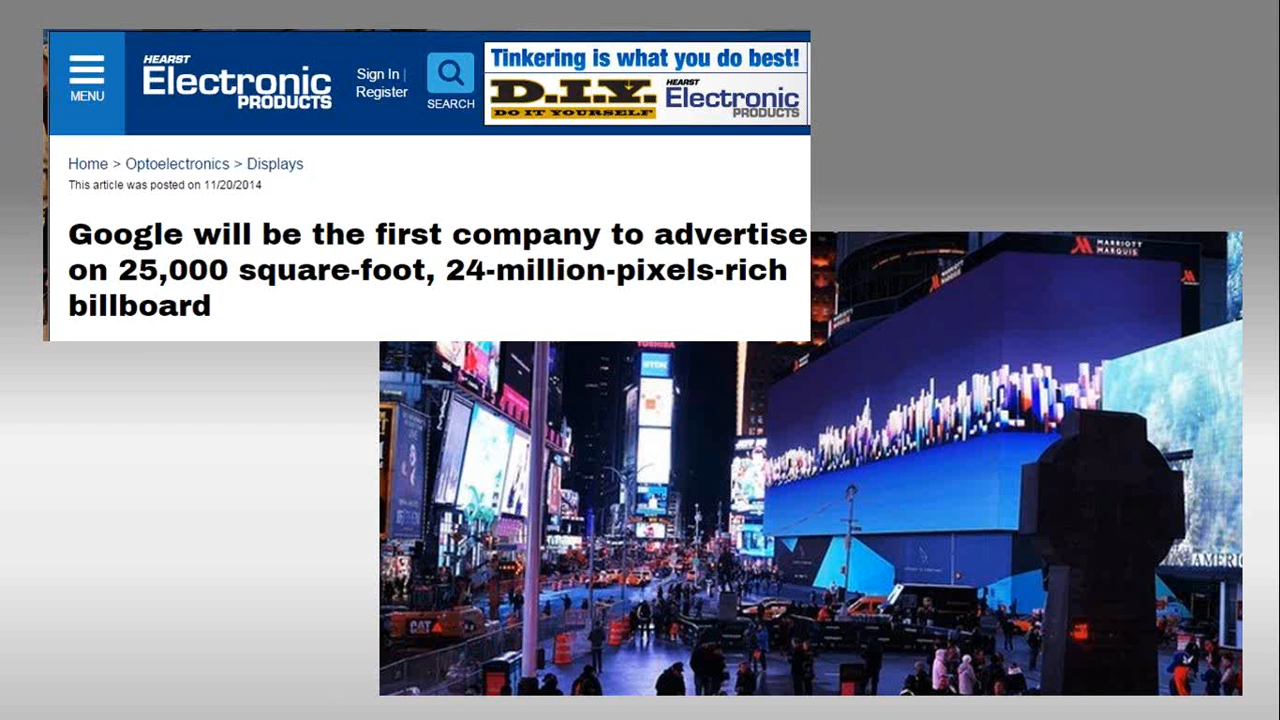 MENU
HEARST
Electronic
PRODUCTS
Sign In |
Register
SEARCH
Tinkering is what you do best!
D.I.Y.
DO IT YOURSELF
HEARST
Electronic
PRODUCTS
Home > Optoelectronics > Displays
This article was posted on 11/20/2014
Google will be the first company to advertise
on 25,000 square-foot, 24-million-pixels-rich
billboard
MARRIOTT
MARQUIS
TOSHIBA
CAT
AMERIC